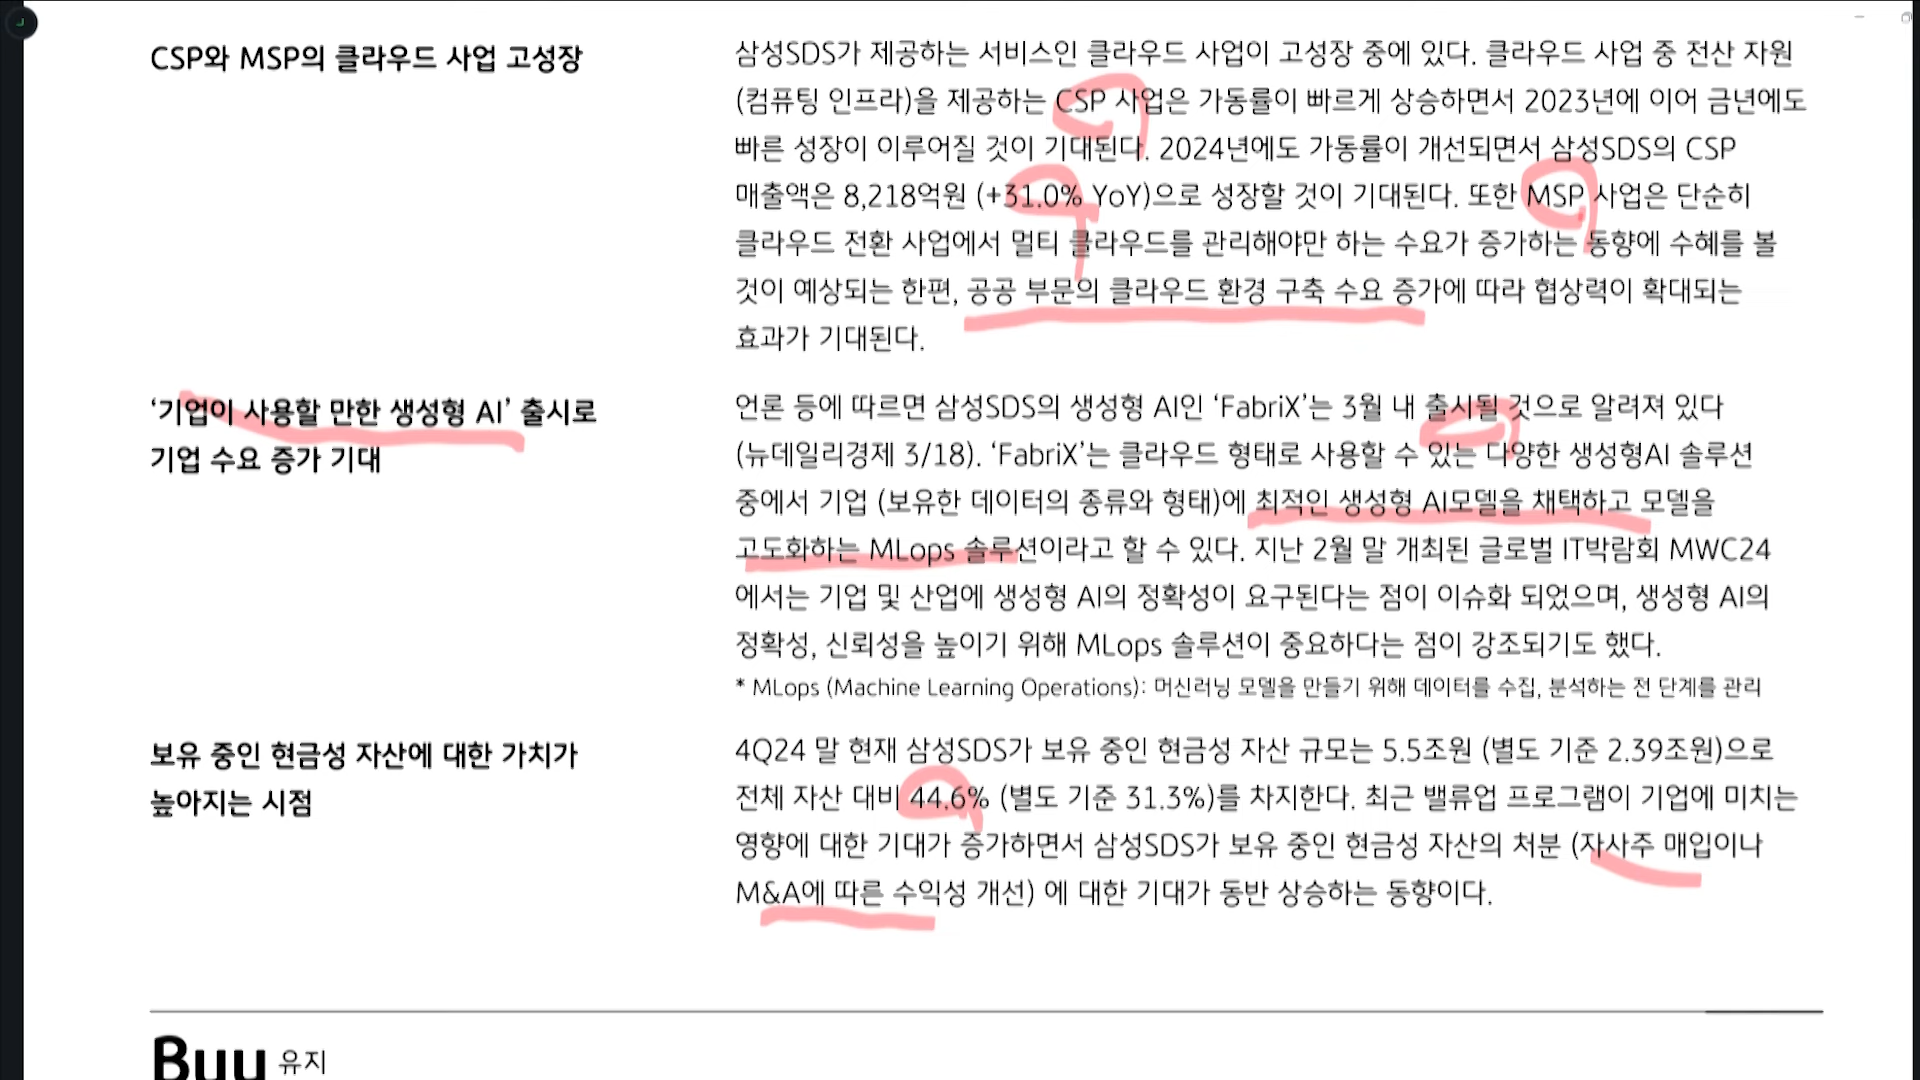 CSP와 MSP의 클라우드 사업 고성장
삼성SDS가 제공하는 서비스인 클라우드 사업이 고성장 중에 있다. 클라우드 사업 중 전산 자원
(컴퓨팅 인프라)을 제공하는 CSP 사업은 가동률이 빠르게 상승하면서 2023년에 이어 금년에도
빠른 성장이 이루어질 것이 기대된다. 2024년에도 가동률이 개선되면서 삼성SDS의 CSP
매출액은 8,218억원 (+31.0% YoY)으로 성장할 것이 기대된다. 또한 MSP 사업은 단순히
클라우드 전환 사업에서 멀티 클라우드를 관리해야만 하는 수요가 증가하는 동향에 수혜를 볼
것이 예상되는 한편, 공공 부문의 클라우드 환경 구축 수요 증가에 따라 협상력이 확대되는
효과가 기대된다.
‘기업이 사용할 만한 생성형 AI’ 출시로
기업 수요 증가 기대
언론 등에 따르면 삼성SDS의 생성형 AI인 ‘FabriX’는 3월 내 출시될 것으로 알려져 있다
(뉴데일리경제 3/18). ‘FabriX’는 클라우드 형태로 사용할 수 있는 다양한 생성형AI 솔루션
중에서 기업 (보유한 데이터의 종류와 형태)에 최적인 생성형 AI모델을 채택하고 모델을
고도화하는 MLops 솔루션이라고 할 수 있다. 지난 2월 말 개최된 글로벌 IT박람회 MWC24
에서는 기업 및 산업에 생성형 AI의 정확성이 요구된다는 점이 이슈화 되었으며, 생성형 AI의
정확성, 신뢰성을 높이기 위해 MLops 솔루션이 중요하다는 점이 강조되기도 했다.
* MLops (Machine Learning Operations): 머신러닝 모델을 만들기 위해 데이터를 수집, 분석하는 전 단계를 관리
보유 중인 현금성 자산에 대한 가치가
높아지는 시점
4Q24 말 현재 삼성SDS가 보유 중인 현금성 자산 규모는 5.5조원 (별도 기준 2.39조원)으로
전체 자산 대비 44.6% (별도 기준 31.3%)를 차지한다. 최근 밸류업 프로그램이 기업에 미치는
영향에 대한 기대가 증가하면서 삼성SDS가 보유 중인 현금성 자산의 처분 (자사주 매입이나
M&A에 따른 수익성 개선) 에 대한 기대가 동반 상승하는 동향이다.
Buy 유지